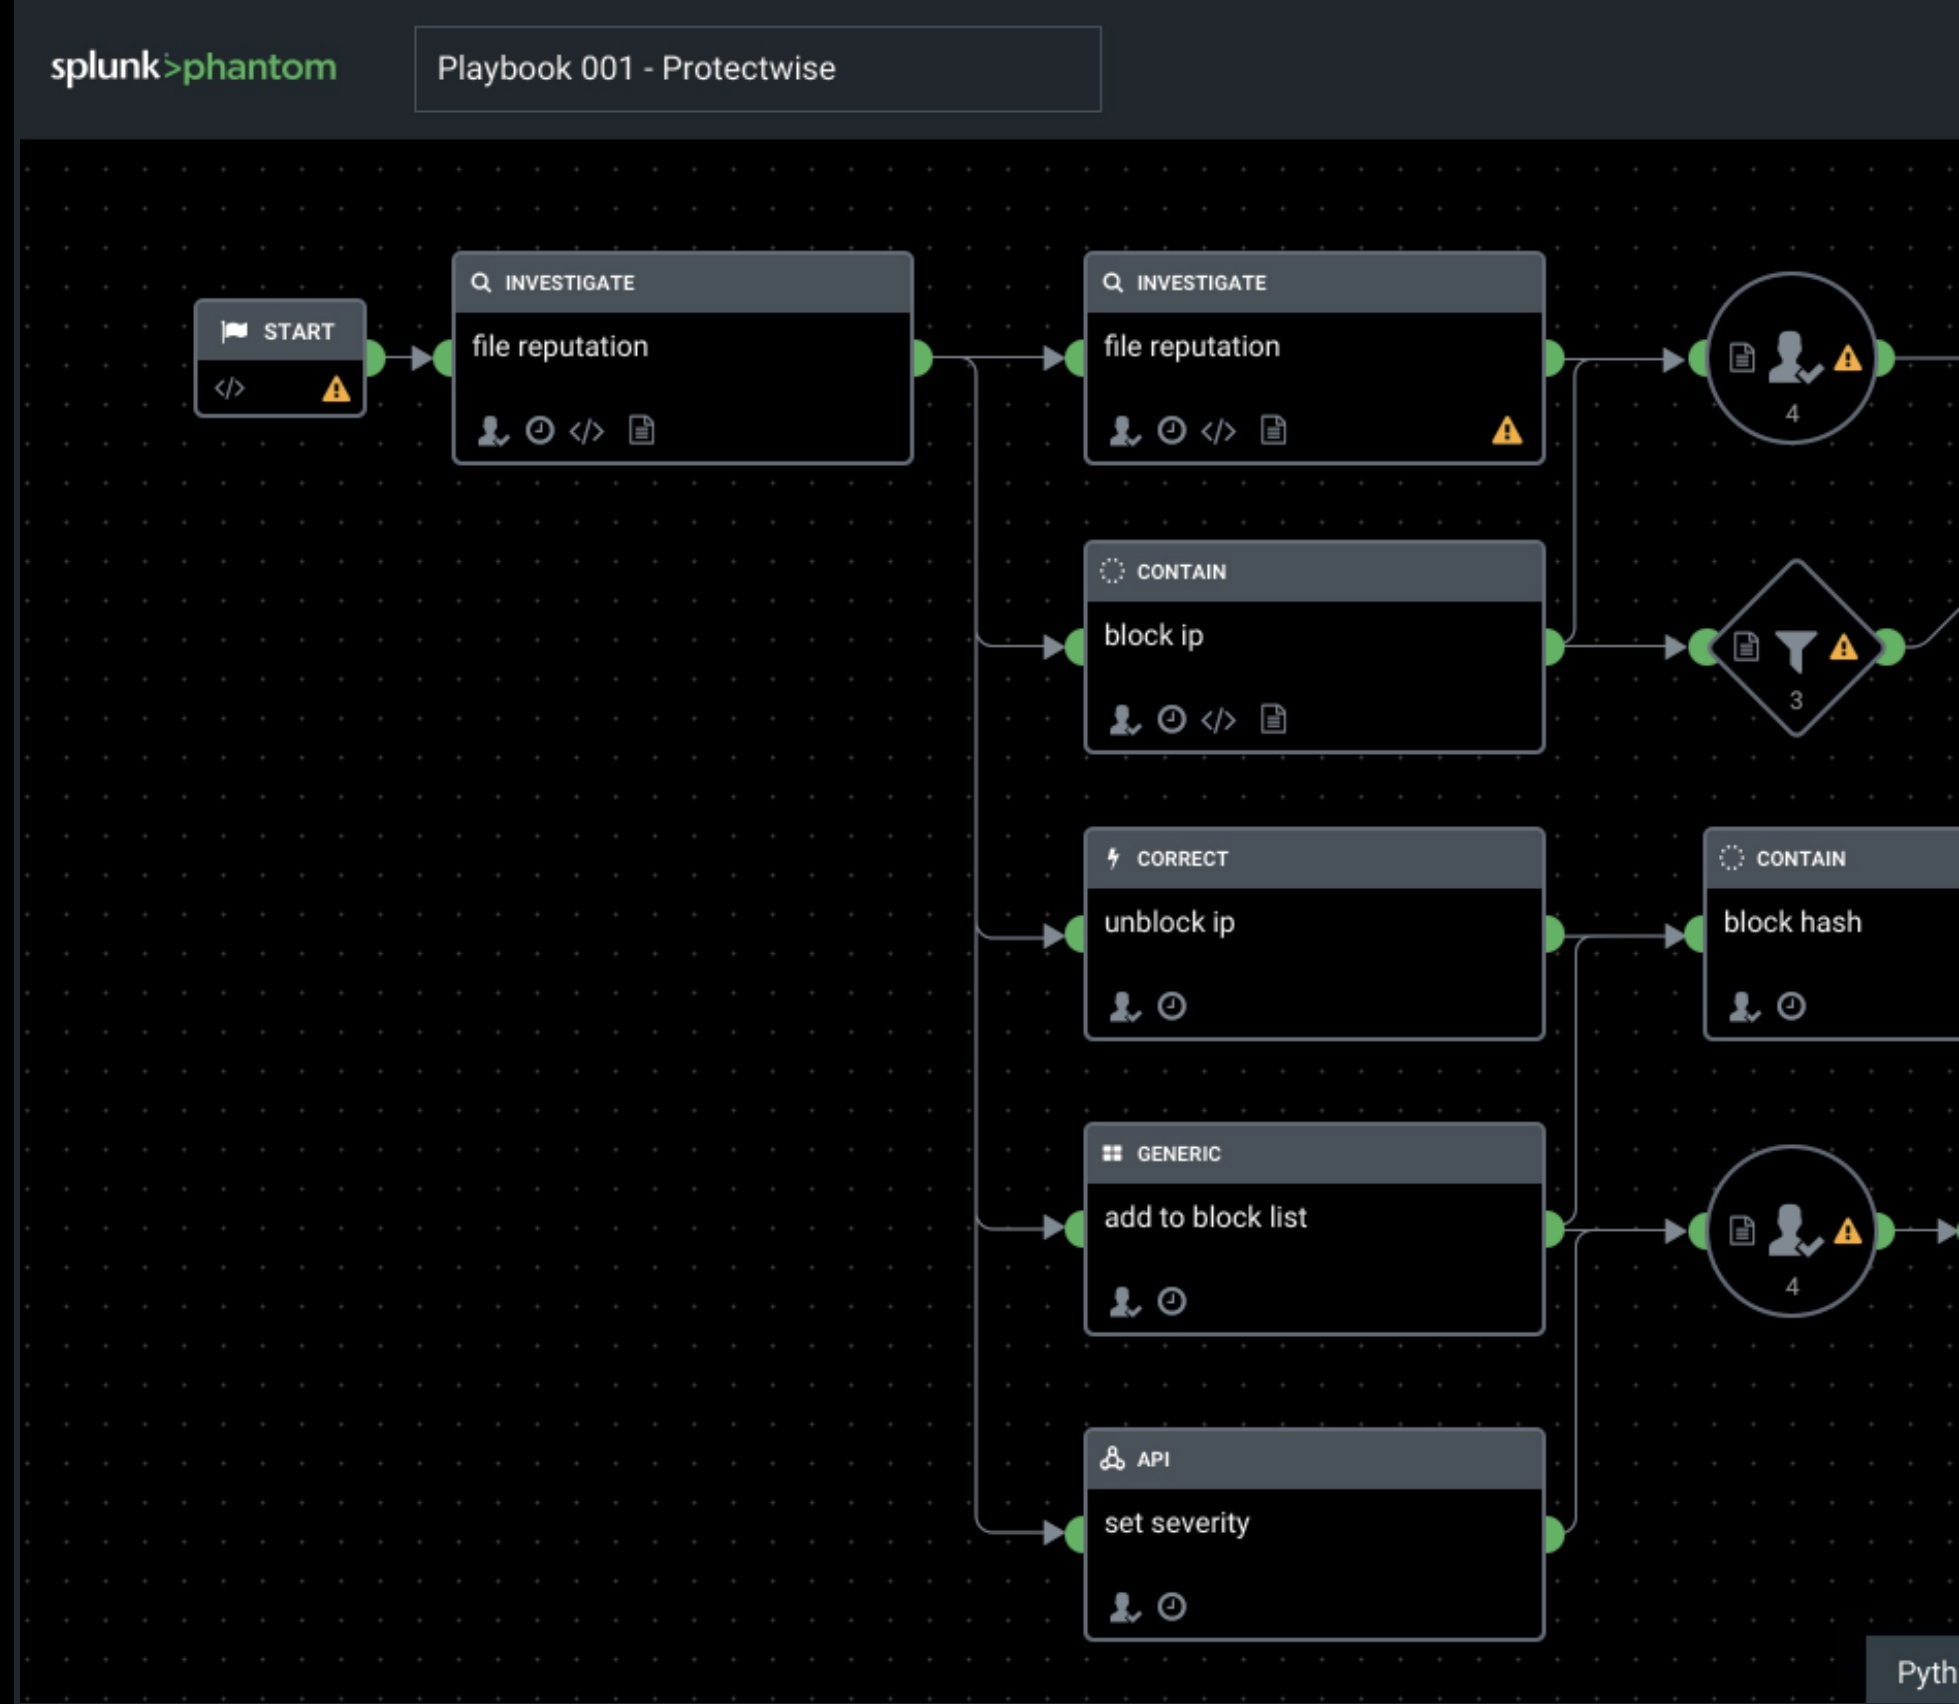 splunk>phantom
Playbook 001 - Protectwise
START
</>
INVESTIGATE
file reputation
</>
INVESTIGATE
file reputation
</>
4
CONTAIN
block ip
</>
3
CORRECT
unblock ip
CONTAIN
block hash
GENERIC
add to block list
4
API
set severity
Pyth